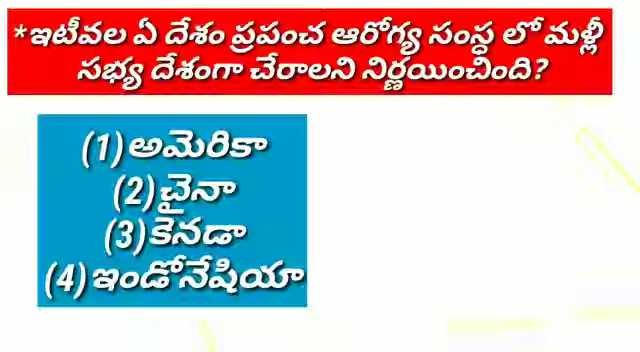 *ఇటీవల ఏ దేశం ప్రపంచ ఆరోగ్య సంస్థ లో మళ్లీ
సభ్య దేశంగా చేరాలని నిర్ణయించింది?
(1)అమెరికా
(2)చైనా
(3)కెనడా
(4)ఇండోనేషియా